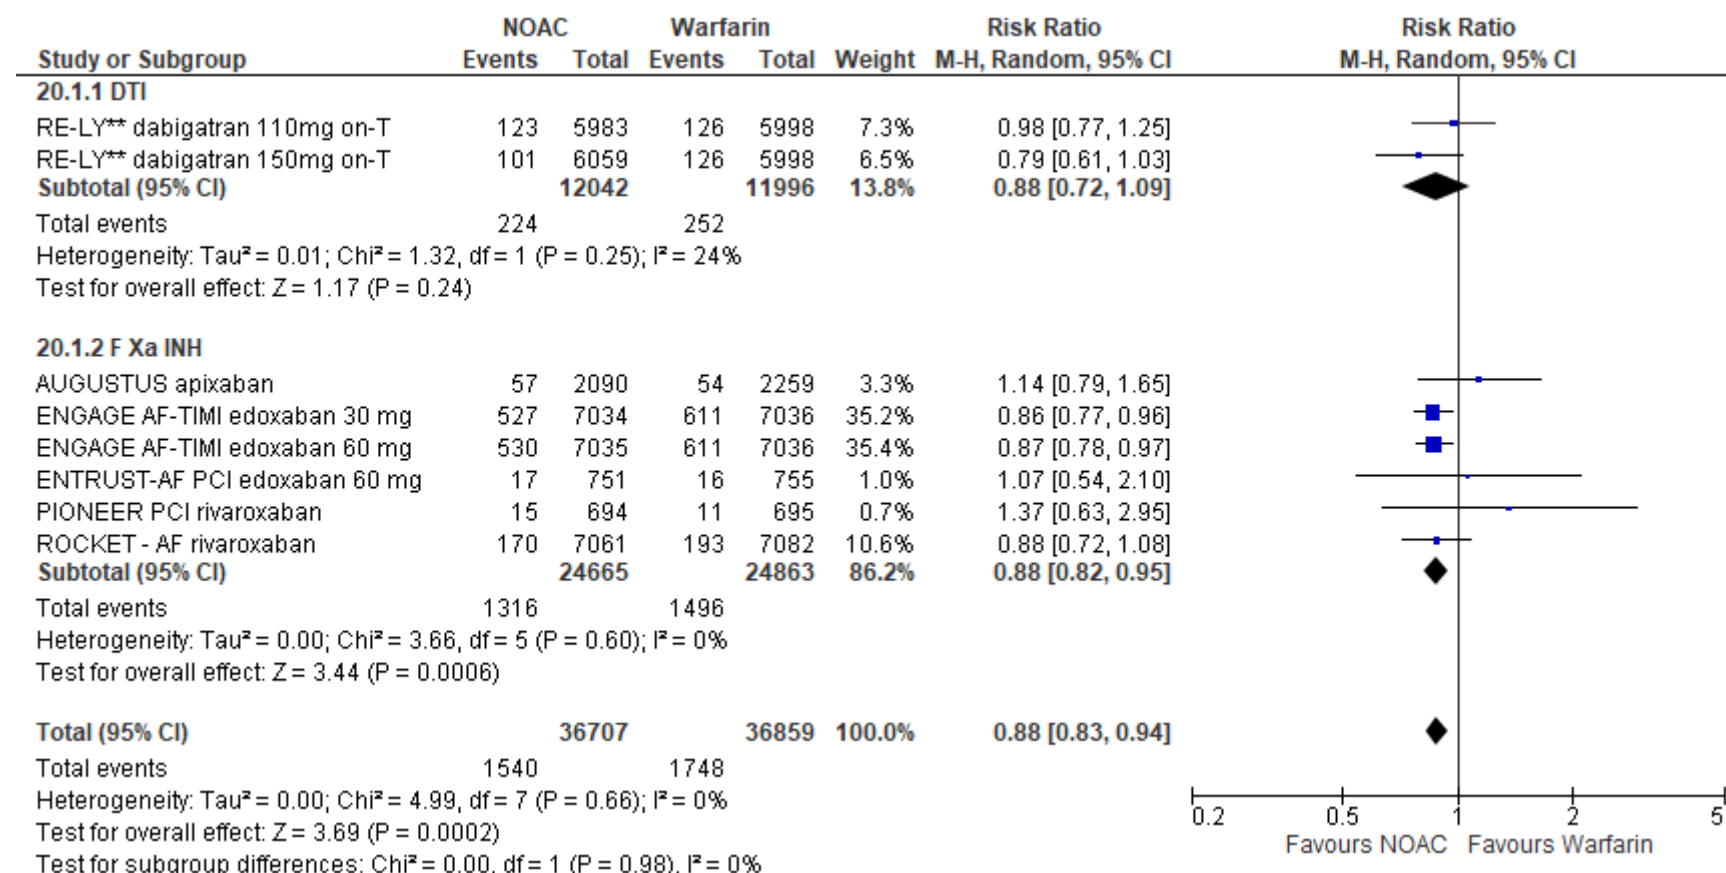 NOAC Warfarin Risk Ratio Risk Ratio
Study or Subgroup Events Total Events Total Weight M-H, Random, 95% CI M-H, Random, 95% CI
20.1.1 DTI
RE-LY** dabigatran 110mg on-T 123 5983 126 5998 7.3% 0.98 [0.77, 1.25]
RE-LY** dabigatran 150mg on-T 101 6059 126 5998 6.5% 0.79 [0.61, 1.03]
Subtotal (95% CI) 12042 11996 13.8% 0.88 [0.72, 1.09]
Total events 224 252
Heterogeneity: Tau² = 0.01; Chi² = 1.32, df = 1 (P = 0.25); I² = 24%
Test for overall effect: Z = 1.17 (P = 0.24)
20.1.2 F Xa INH
AUGUSTUS apixaban 57 2090 54 2259 3.3% 1.14 [0.79, 1.65]
ENGAGE AF-TIMI edoxaban 30 mg 527 7034 611 7036 35.2% 0.86 [0.77, 0.96]
ENGAGE AF-TIMI edoxaban 60 mg 530 7035 611 7036 35.4% 0.87 [0.78, 0.97]
ENTRUST-AF PCI edoxaban 60 mg 17 751 16 755 1.0% 1.07 [0.54, 2.10]
PIONEER PCI rivaroxaban 15 694 11 695 0.7% 1.37 [0.63, 2.95]
ROCKET - AF rivaroxaban 170 7061 193 7082 10.6% 0.88 [0.72, 1.08]
Subtotal (95% CI) 24665 24863 86.2% 0.88 [0.82, 0.95]
Total events 1316 1496
Heterogeneity: Tau² = 0.00; Chi² = 3.66, df = 5 (P = 0.60); I² = 0%
Test for overall effect: Z = 3.44 (P = 0.0006)
Total (95% CI) 36707 36859 100.0% 0.88 [0.83, 0.94]
Total events 1540 1748
Heterogeneity: Tau² = 0.00; Chi² = 4.99, df = 7 (P = 0.66); I² = 0%
Test for overall effect: Z = 3.69 (P = 0.0002)
Test for subgroup differences: Chi² = 0.00, df = 1 (P = 0.98), I² = 0%
0.2 0.5 1 2 5
Favours NOAC Favours Warfarin